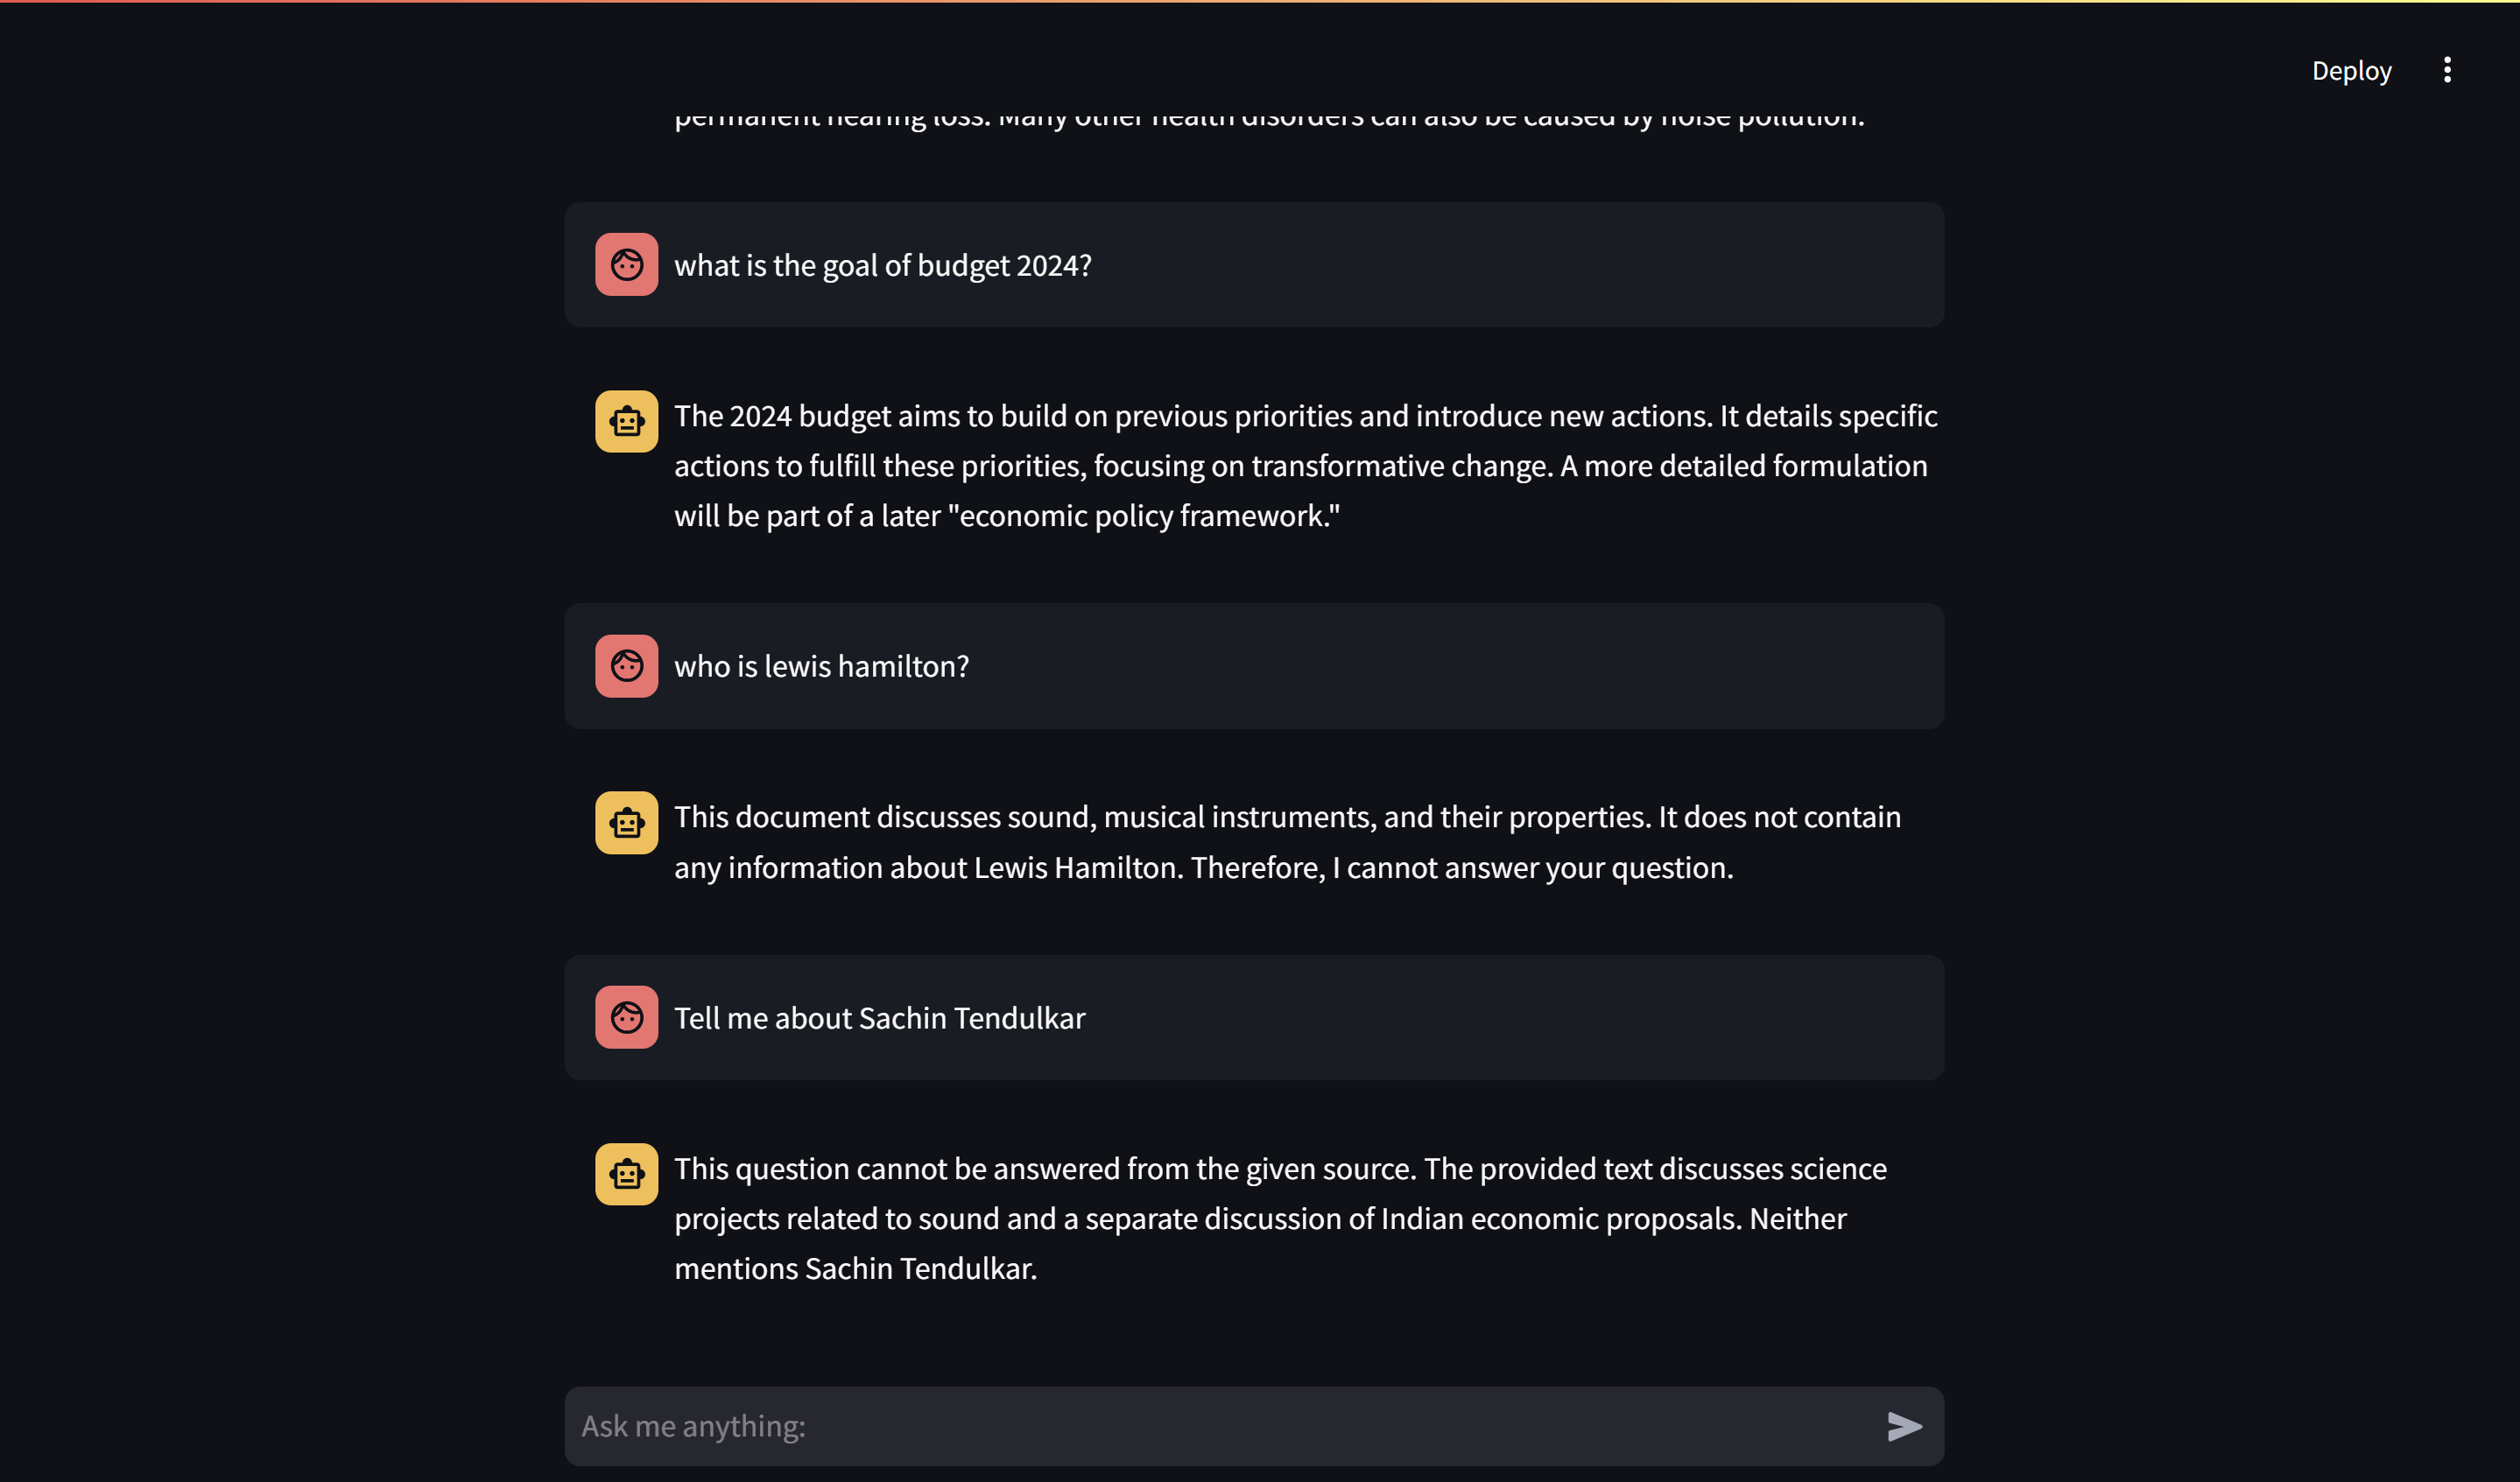 Deploy
permanent hearing loss. Many other health disorders can also be caused by noise pollution.
what is the goal of budget 2024?
The 2024 budget aims to build on previous priorities and introduce new actions. It details specific
actions to fulfill these priorities, focusing on transformative change. A more detailed formulation
will be part of a later "economic policy framework."
who is lewis hamilton?
This document discusses sound, musical instruments, and their properties. It does not contain
any information about Lewis Hamilton. Therefore, I cannot answer your question.
Tell me about Sachin Tendulkar
This question cannot be answered from the given source. The provided text discusses science
projects related to sound and a separate discussion of Indian economic proposals. Neither
mentions Sachin Tendulkar.
Ask me anything: